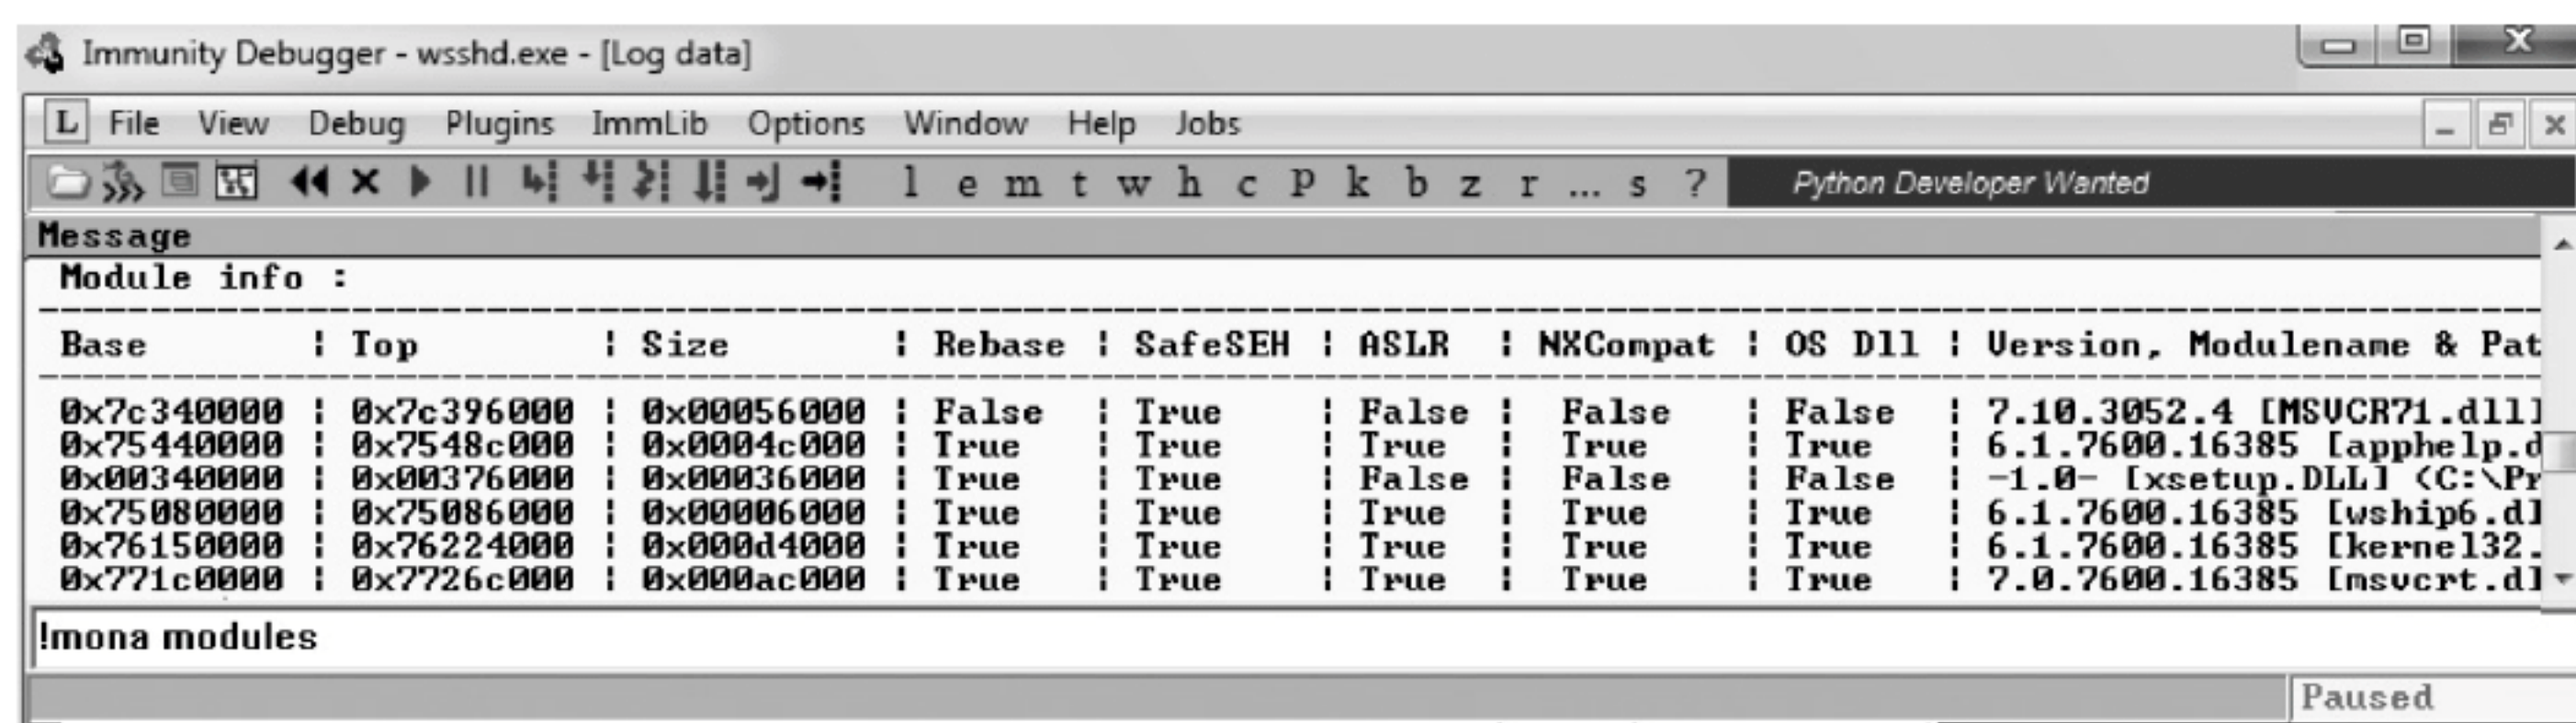 Immunity Debugger - wsshd.exe - [Log data]
L File View Debug Plugins ImmLib Options Window Help Jobs
l e m t w h c P k b z r ... s ? Python Developer Wanted
Message
Module info :
Base | Top | Size | Rebase | SafeSEH | ASLR | NXCompat | OS Dll | Version, Modulename & Pat
0x7c340000 | 0x7c396000 | 0x00056000 | False | True | False | False | False | 7.10.3052.4 [MSVCR71.dll]
0x75440000 | 0x7548c000 | 0x0004c000 | True | True | True | True | True | 6.1.7600.16385 [apphelp.d
0x00340000 | 0x00376000 | 0x00036000 | True | True | False | False | False | -1.0- [xsetup.DLL] (C:\Pr
0x75080000 | 0x75086000 | 0x00006000 | True | True | True | True | True | 6.1.7600.16385 [wship6.dl
0x76150000 | 0x76224000 | 0x000d4000 | True | True | True | True | True | 6.1.7600.16385 [kernel32.
0x771c0000 | 0x7726c000 | 0x000ac000 | True | True | True | True | True | 7.0.7600.16385 [msvcrt.dl
!mona modules
Paused